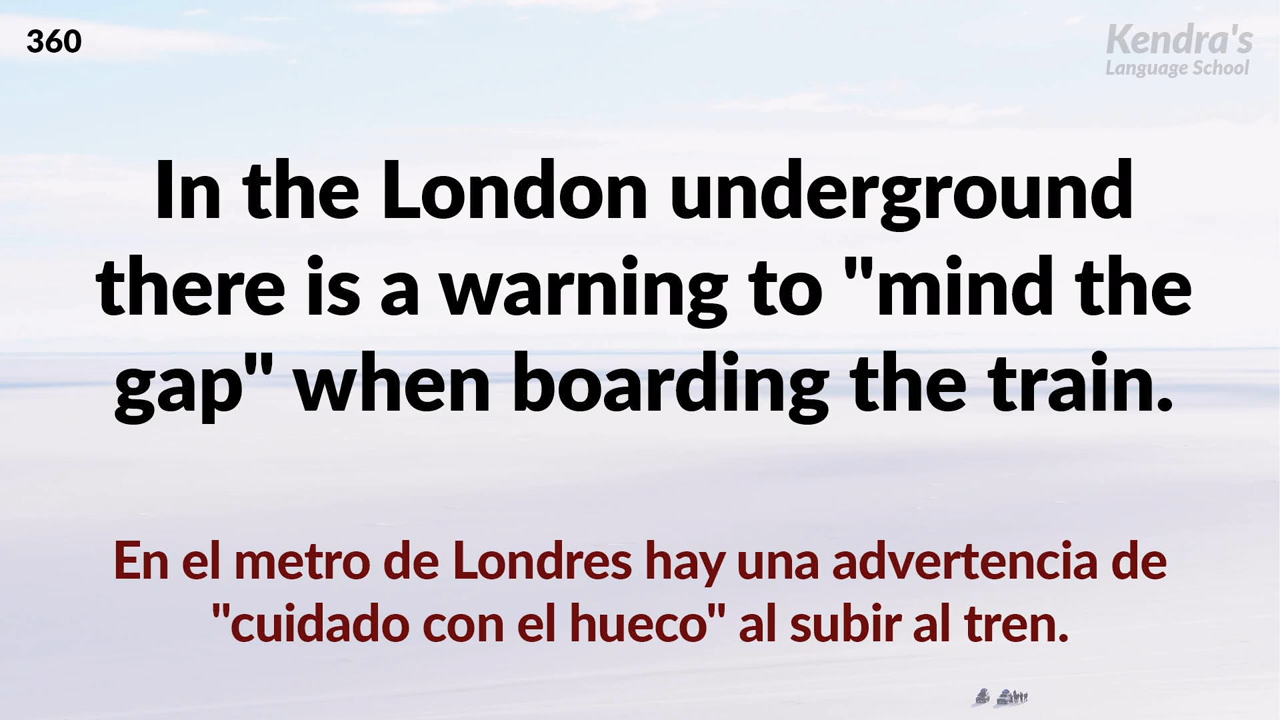 360
Kendra's
Language School
In the London underground
there is a warning to "mind the
gap" when boarding the train.
En el metro de Londres hay una advertencia de
"cuidado con el hueco" al subir al tren.